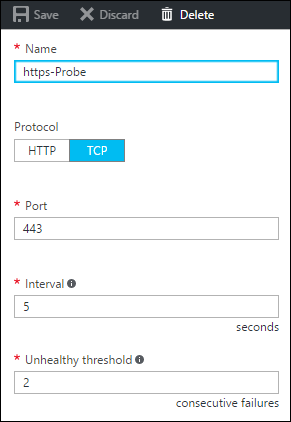 Save Discard Delete
* Name
https-Probe
Protocol
HTTP TCP
* Port
443
* Interval
5
seconds
* Unhealthy threshold
2
consecutive failures